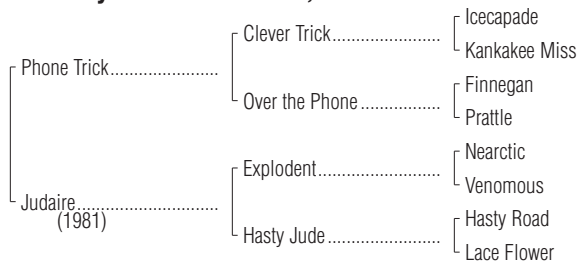 Icecapade
Clever Trick
Kankakee Miss
Phone Trick
Finnegan
Over the Phone
Prattle
Nearctic
Explodent
Venomous
Judaire
(1981)
Hasty Road
Hasty Jude
Lace Flower